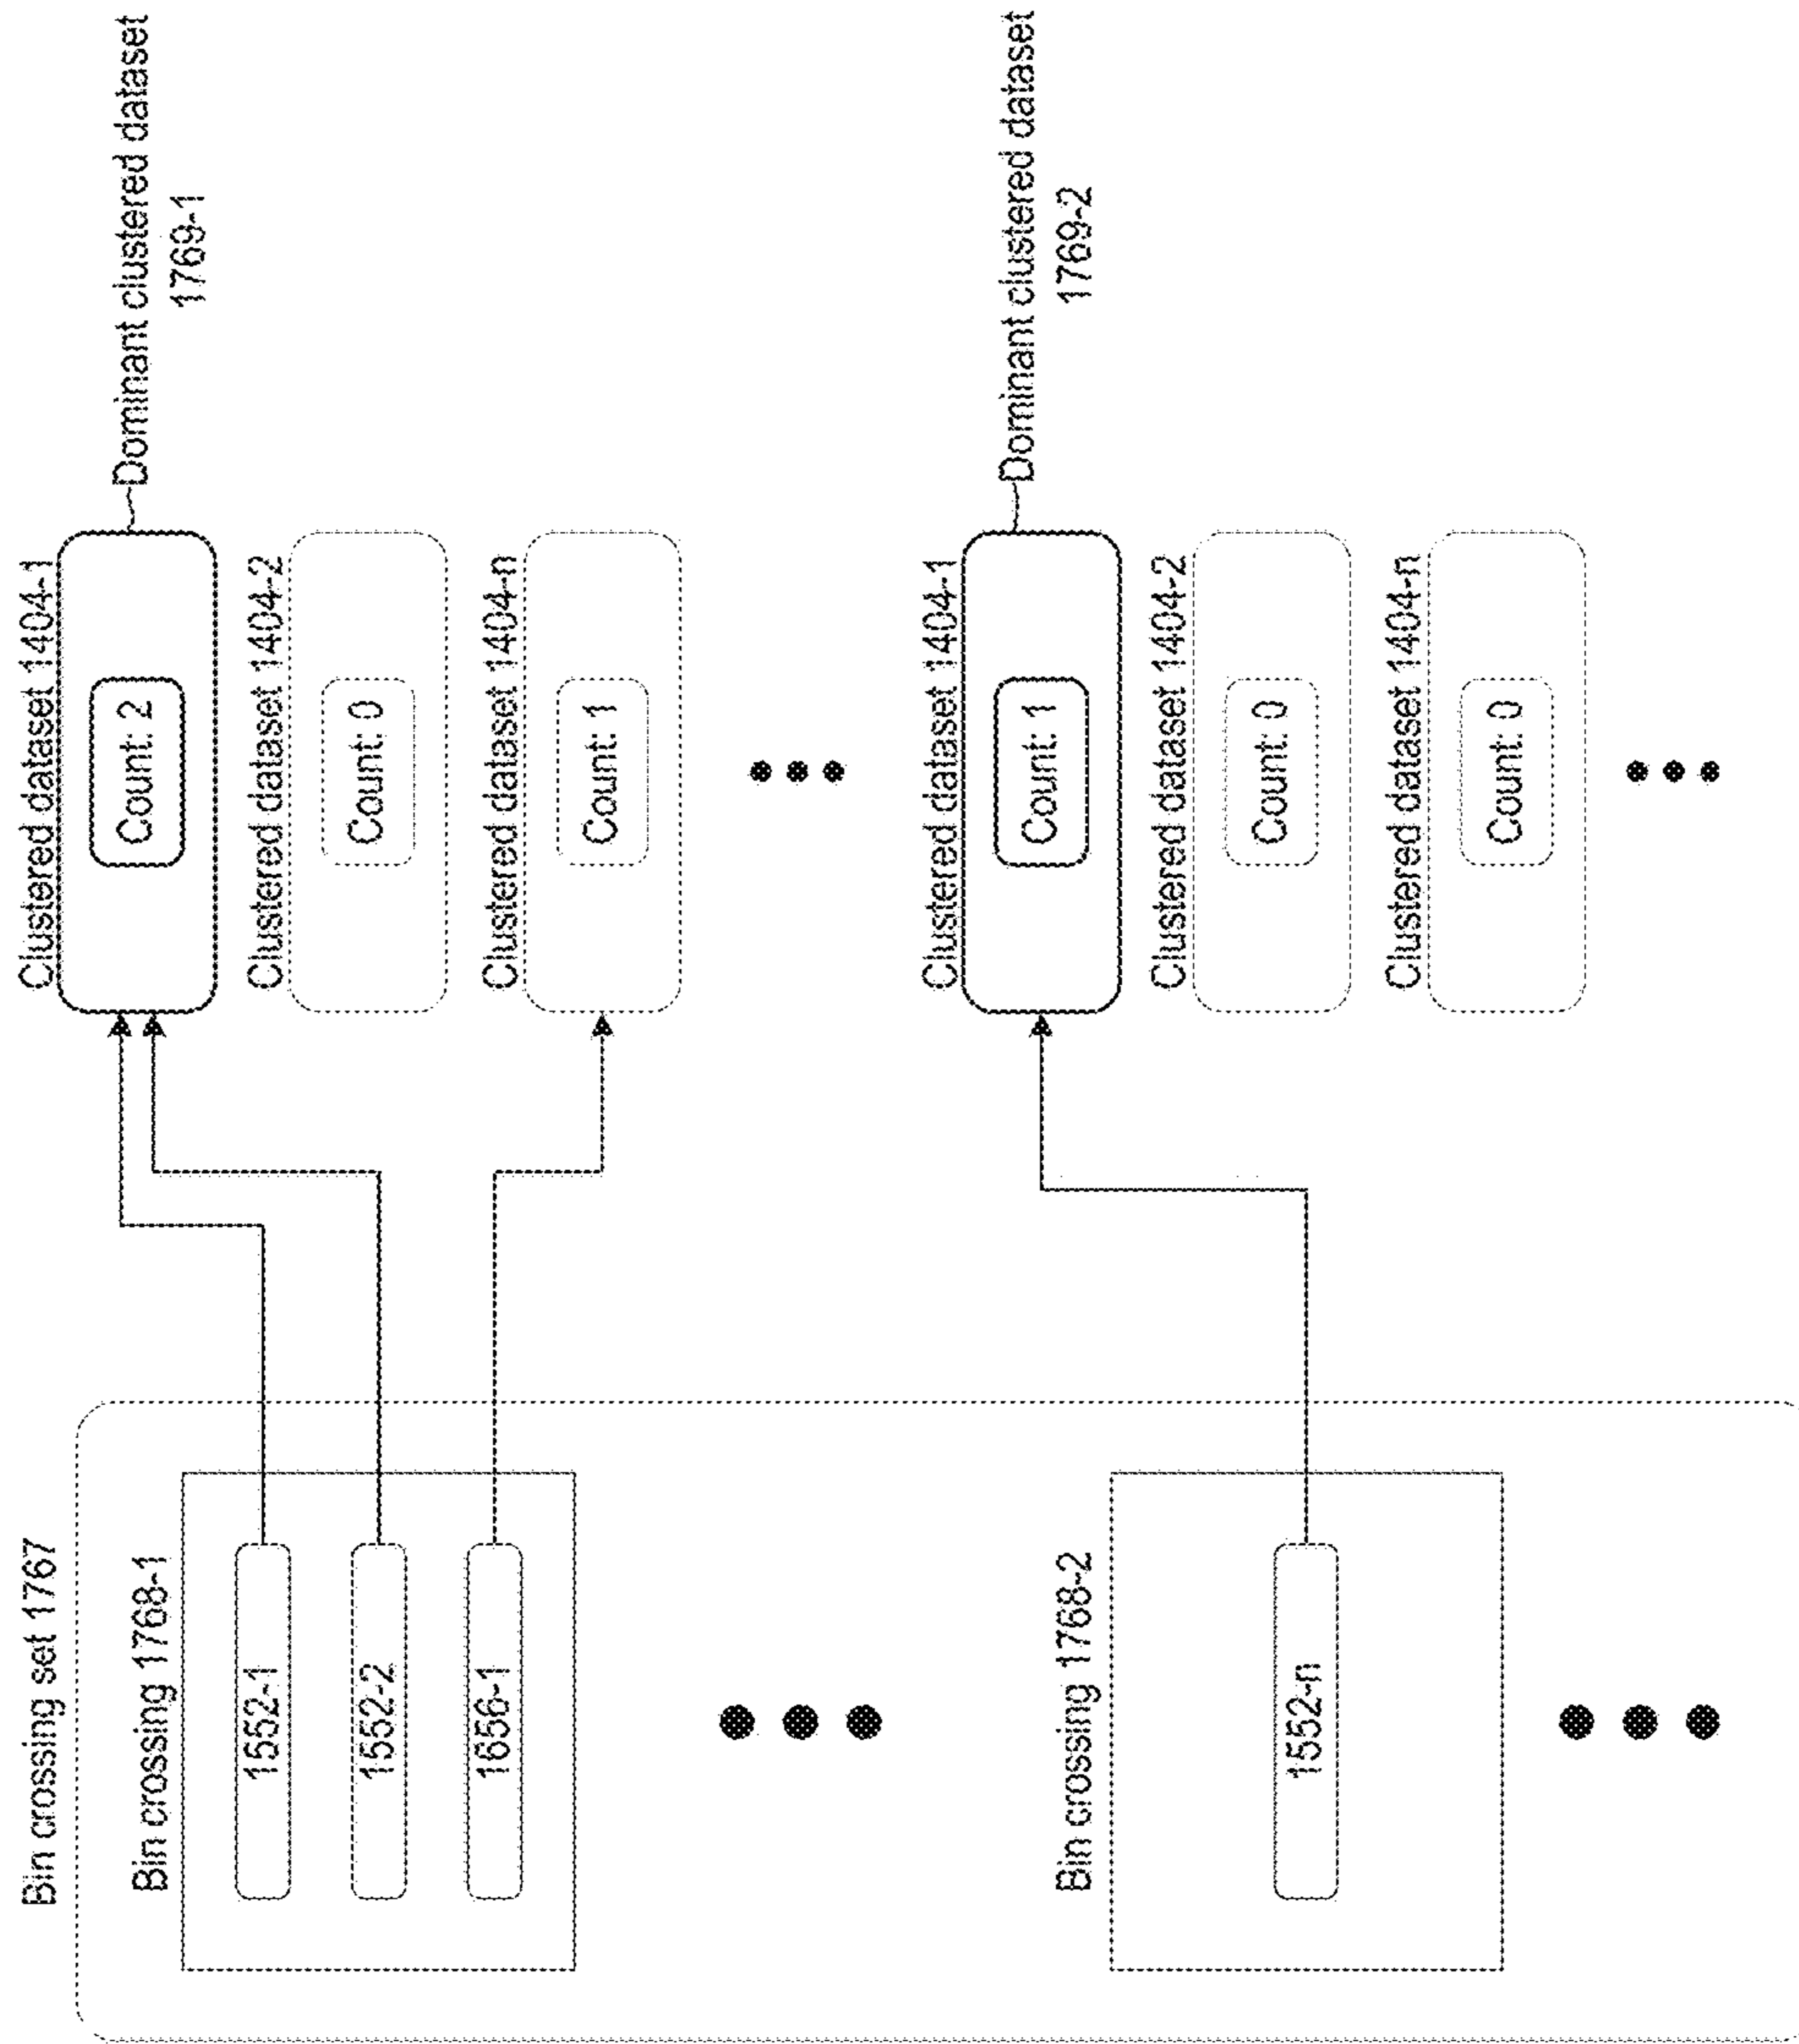 Bin crossing set 1767
Bin crossing 1768-1
1552-1
1552-2
1656-1
Clustered dataset 1404-1
Count: 2
Dominant clustered dataset
1769-1
Clustered dataset 1404-2
Count: 0
Clustered dataset 1404-n
Count: 1
Bin crossing 1768-2
1552-n
Clustered dataset 1404-1
Count: 1
Dominant clustered dataset
1769-2
Clustered dataset 1404-2
Count: 0
Clustered dataset 1404-n
Count: 0